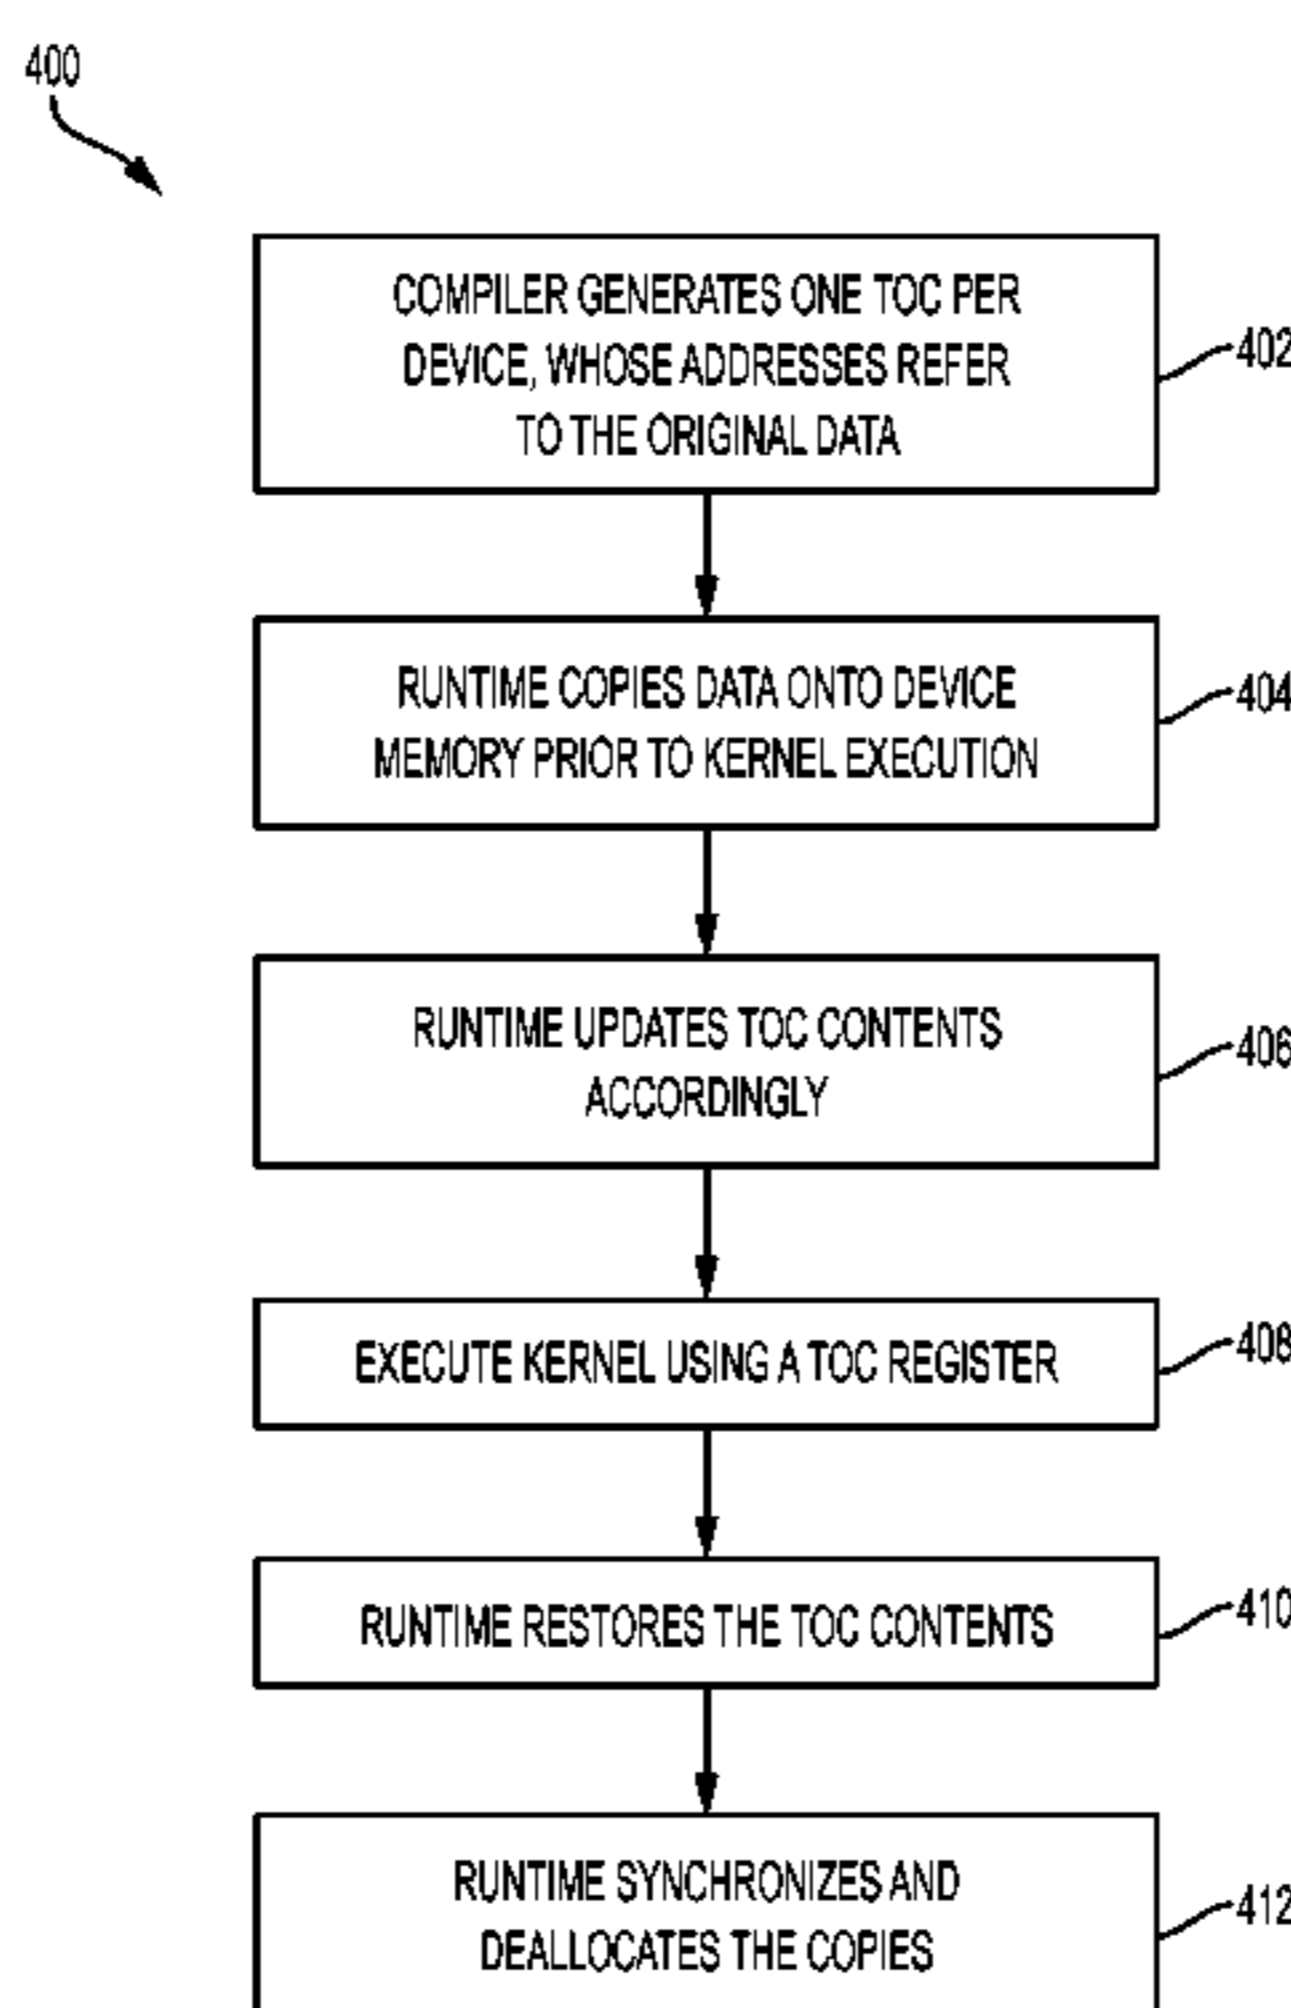 400
COMPILER GENERATES ONE TOC PER
DEVICE, WHOSE ADDRESSES REFER
TO THE ORIGINAL DATA
402
RUNTIME COPIES DATA ONTO DEVICE
MEMORY PRIOR TO KERNEL EXECUTION
404
RUNTIME UPDATES TOC CONTENTS
ACCORDINGLY
406
EXECUTE KERNEL USING A TOC REGISTER
408
RUNTIME RESTORES THE TOC CONTENTS
410
RUNTIME SYNCHRONIZES AND
DEALLOCATES THE COPIES
412